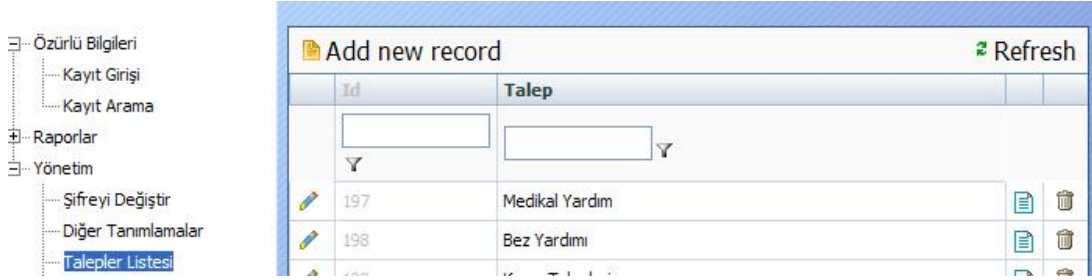 Özürlü Bilgileri
Kayıt Girişi
Kayıt Arama
Raporlar
Yönetim
Şifreyi Değiştir
Diğer Tanımlamalar
Talepler Listesi
Add new record Refresh
Id Talep
197 Medikal Yardım
198 Bez Yardımı